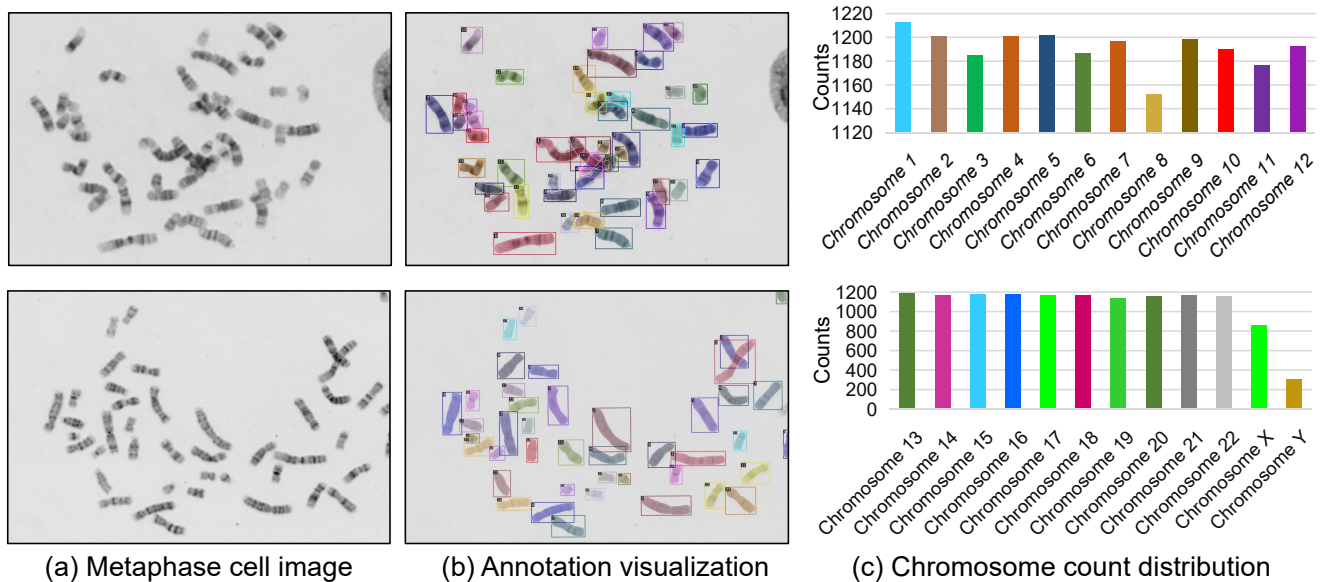 1220
1200
1180
1160
1140
1120
Counts
Chromosome 1
Chromosome 2
Chromosome 3
Chromosome 4
Chromosome 5
Chromosome 6
Chromosome 7
Chromosome 8
Chromosome 9
Chromosome 10
Chromosome 11
Chromosome 12
1200
1000
800
600
400
200
0
Counts
Chromosome 13
Chromosome 14
Chromosome 15
Chromosome 16
Chromosome 17
Chromosome 18
Chromosome 19
Chromosome 20
Chromosome 21
Chromosome 22
Chromosome X
Chromosome Y
(a) Metaphase cell image
(b) Annotation visualization
(c) Chromosome count distribution